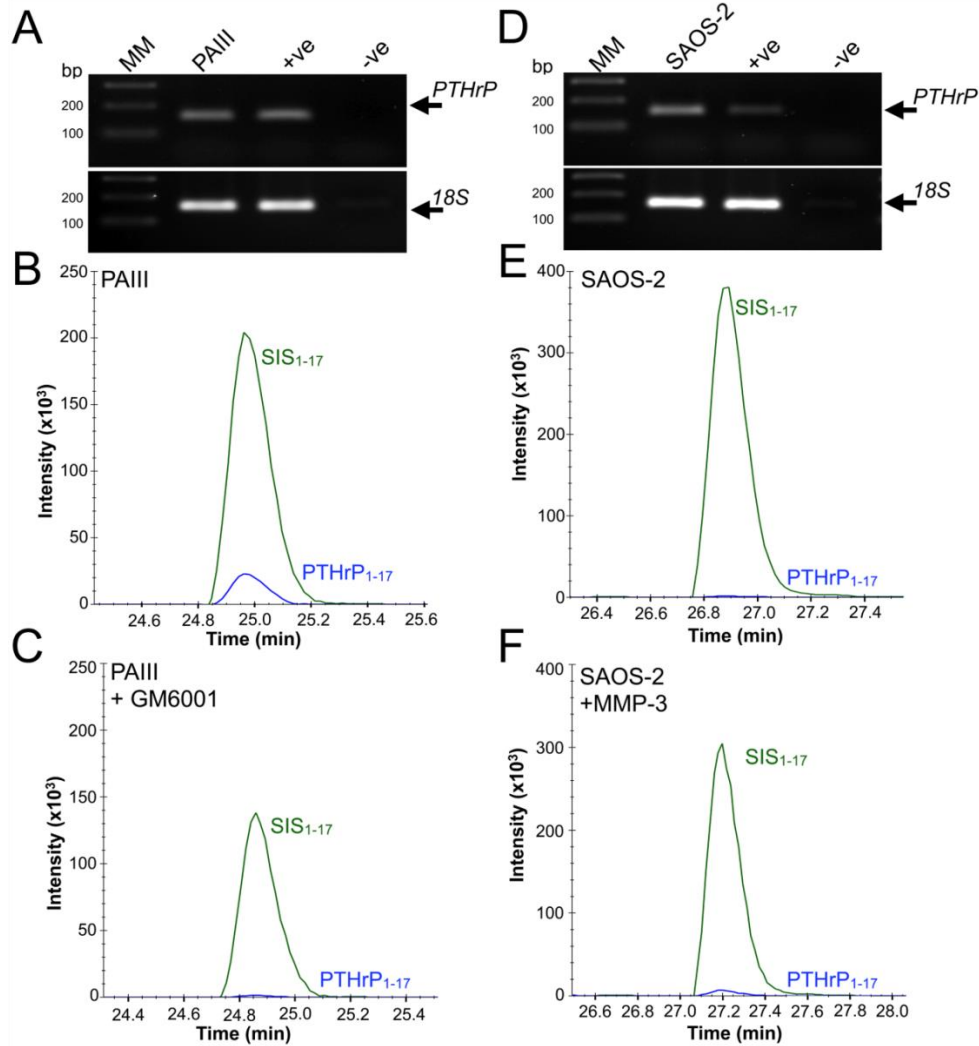 A
MM
PAIII
+ve
-ve
bp
200
100
PTHrP
200
100
18S
D
MM
SAOS-2
+ve
-ve
bp
200
100
PTHrP
200
100
18S
B
PAIII
250
200
150
100
50
0
Intensity (x10³)
SIS₁₋₁₇
PTHrP₁₋₁₇
24.6 24.8 25.0 25.2 25.4 25.6
Time (min)
E
SAOS-2
400
300
200
100
0
Intensity (x10³)
SIS₁₋₁₇
PTHrP₁₋₁₇
26.4 26.6 26.8 27.0 27.2 27.4
Time (min)
C
PAIII
+ GM6001
250
200
150
100
50
0
Intensity (x10³)
SIS₁₋₁₇
PTHrP₁₋₁₇
24.4 24.6 24.8 25.0 25.2 25.4
Time (min)
F
SAOS-2
+MMP-3
400
300
200
100
0
Intensity (x10³)
SIS₁₋₁₇
PTHrP₁₋₁₇
26.6 26.8 27.0 27.2 27.4 27.6 27.8 28.0
Time (min)